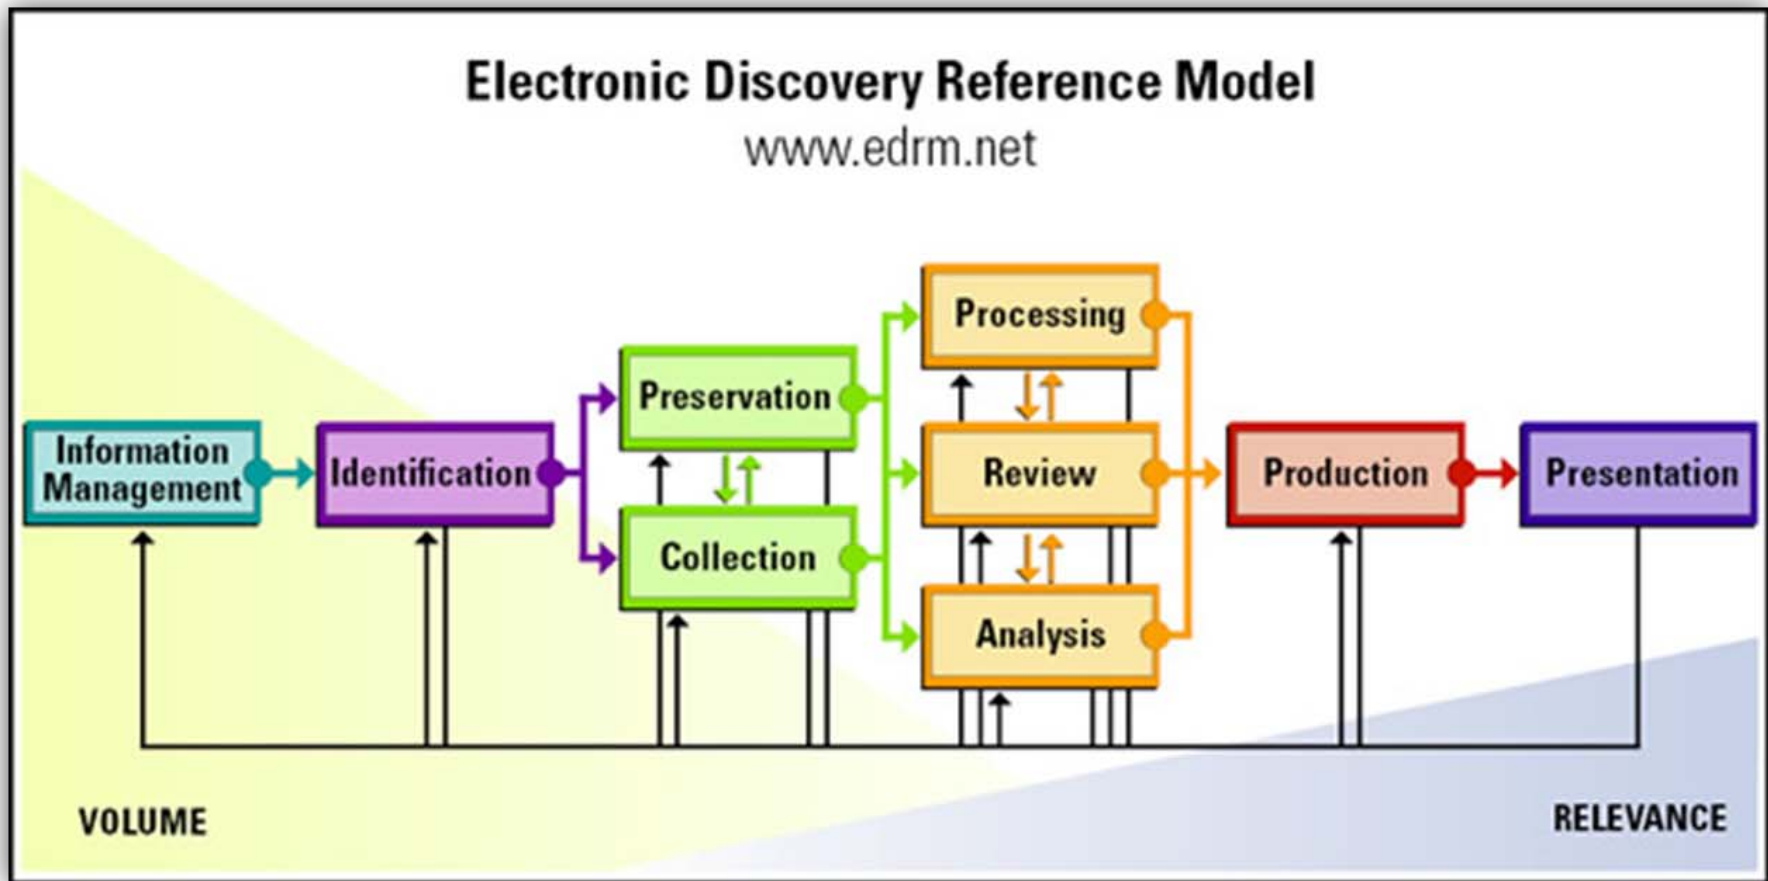 Electronic Discovery Reference Model
www.edrm.net
Information
Management
Identification
Preservation
Collection
Processing
Review
Analysis
Production
Presentation
VOLUME
RELEVANCE